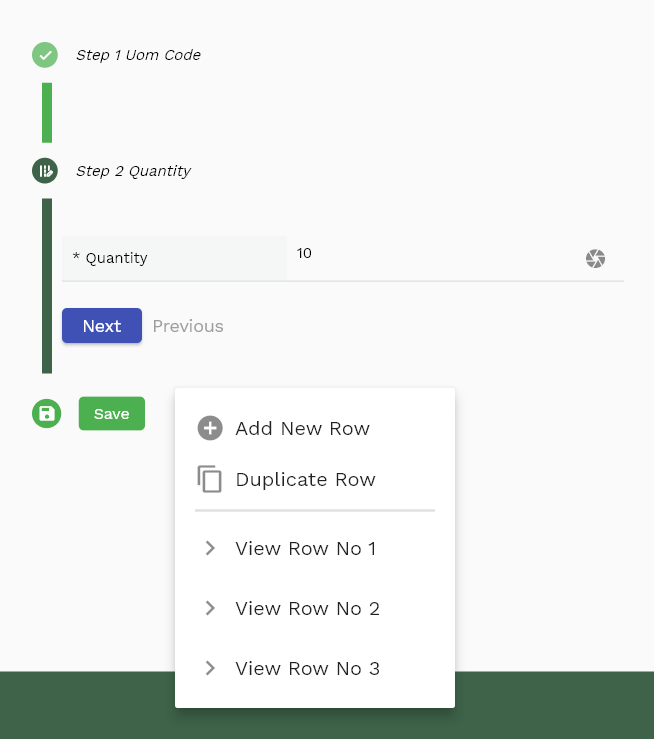 Step 1 Uom Code
Step 2 Quantity
* Quantity 10
Next Previous
Save
Add New Row
Duplicate Row
View Row No 1
View Row No 2
View Row No 3